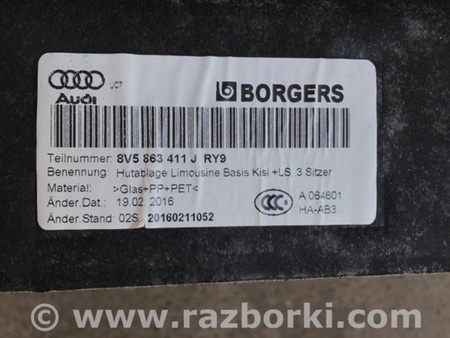 JC7
Audi
BORGERS
Teilnummer: 8V5 863 411 J RY9
Benennung: Hutablage Limousine Basis Kisi +LS, 3 Sitzer
Material: >Glas+PP+PET<
Änder.Dat.: 19.02.2016
Änder.Stand: 02S 20160211052
CCC S
A 064601
HA-AB3
© www.razborki.com